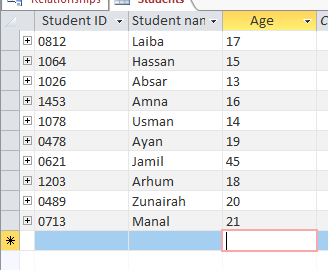 Relationships Students
Student ID Student nan Age C
0812 Laiba 17
1064 Hassan 15
1026 Absar 13
1453 Amna 16
1078 Usman 14
0478 Ayan 19
0621 Jamil 45
1203 Arhum 18
0489 Zunairah 20
0713 Manal 21